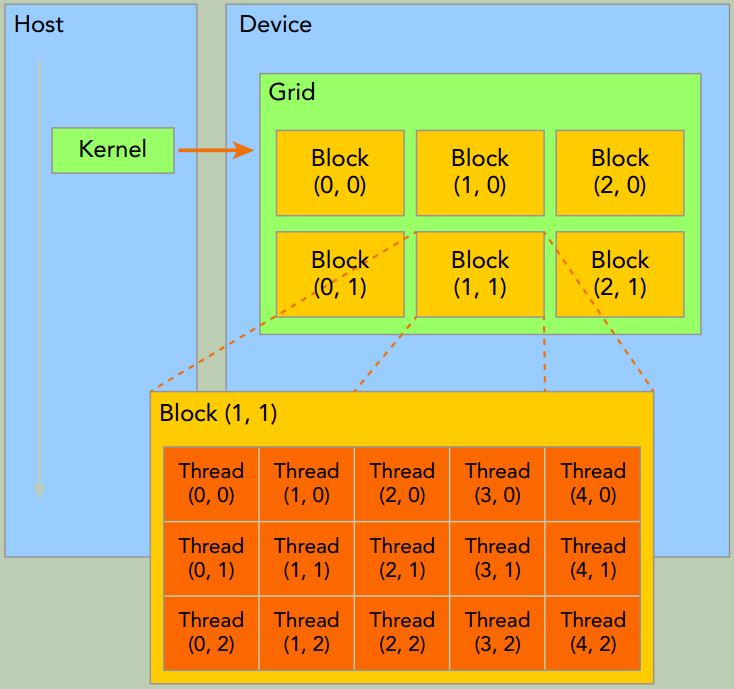 Host
Device
Grid
Kernel
Block
(0, 0)
Block
(1, 0)
Block
(2, 0)
Block
(0, 1)
Block
(1, 1)
Block
(2, 1)
Block (1, 1)
Thread
(0, 0)
Thread
(1, 0)
Thread
(2, 0)
Thread
(3, 0)
Thread
(4, 0)
Thread
(0, 1)
Thread
(1, 1)
Thread
(2, 1)
Thread
(3, 1)
Thread
(4, 1)
Thread
(0, 2)
Thread
(1, 2)
Thread
(2, 2)
Thread
(3, 2)
Thread
(4, 2)